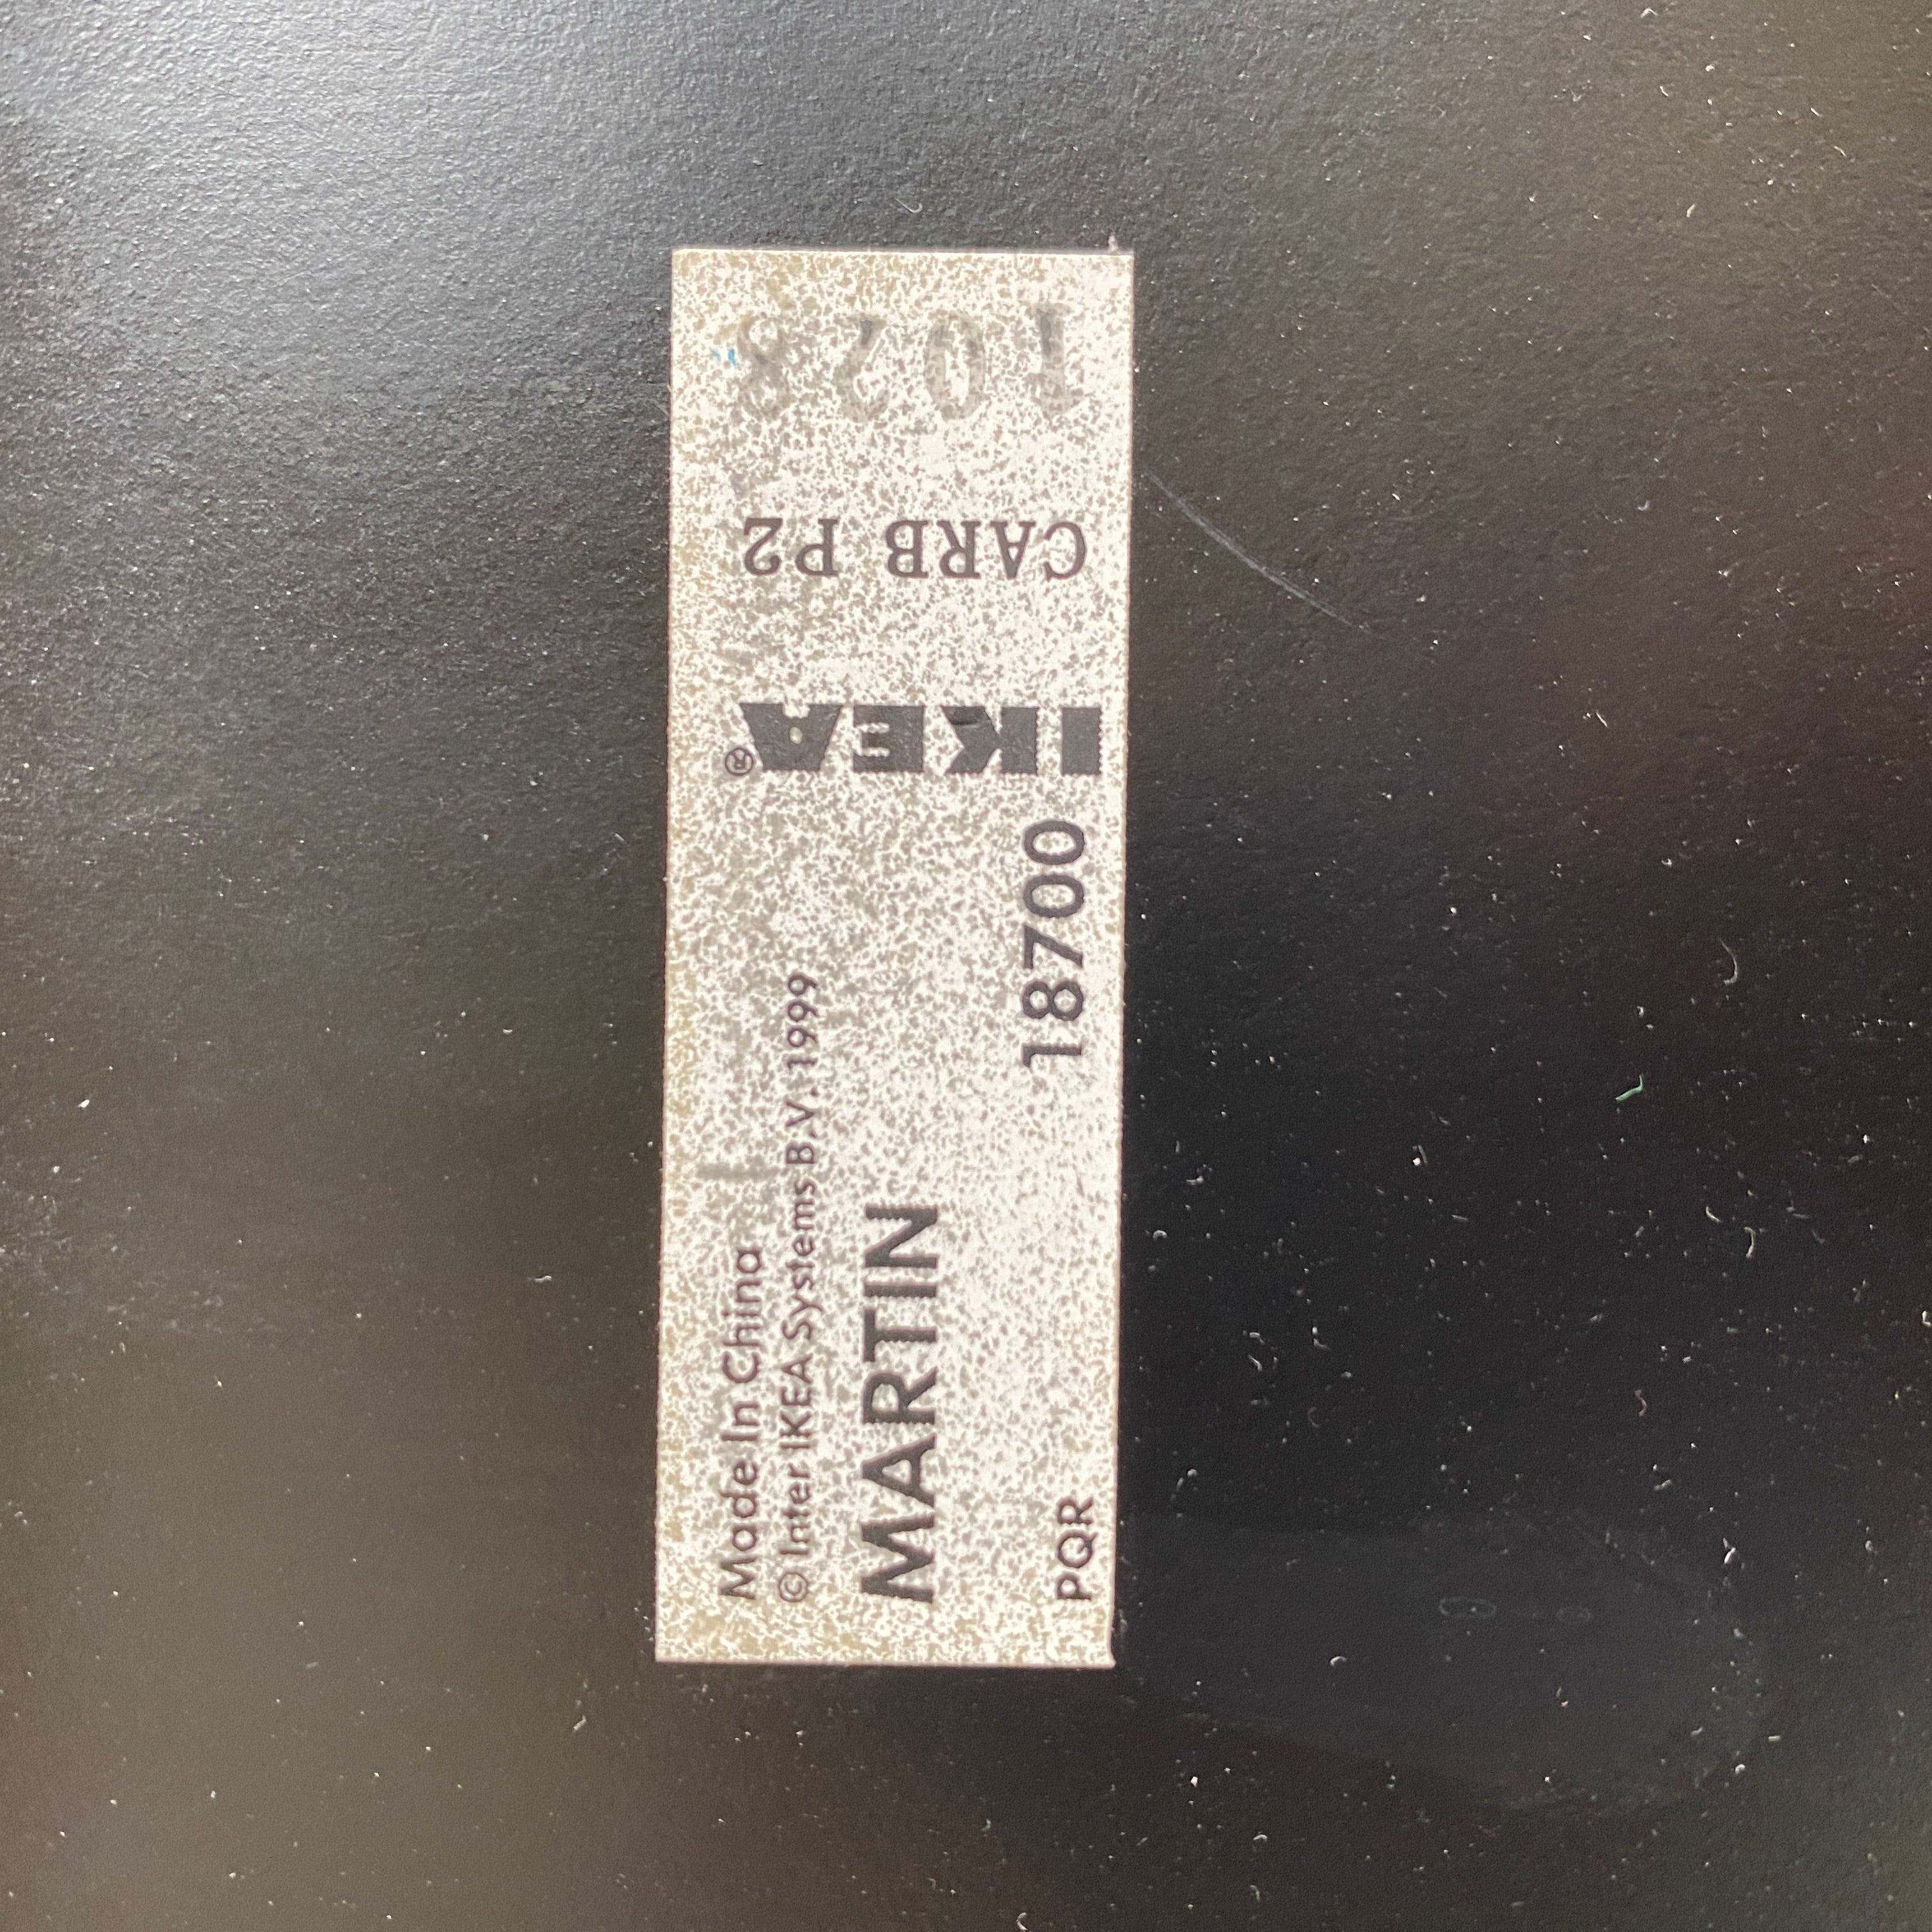 Made In China
© Inter IKEA Systems B.V. 1999
MARTIN
PQR
18700
IKEA®
CARB P2
1028